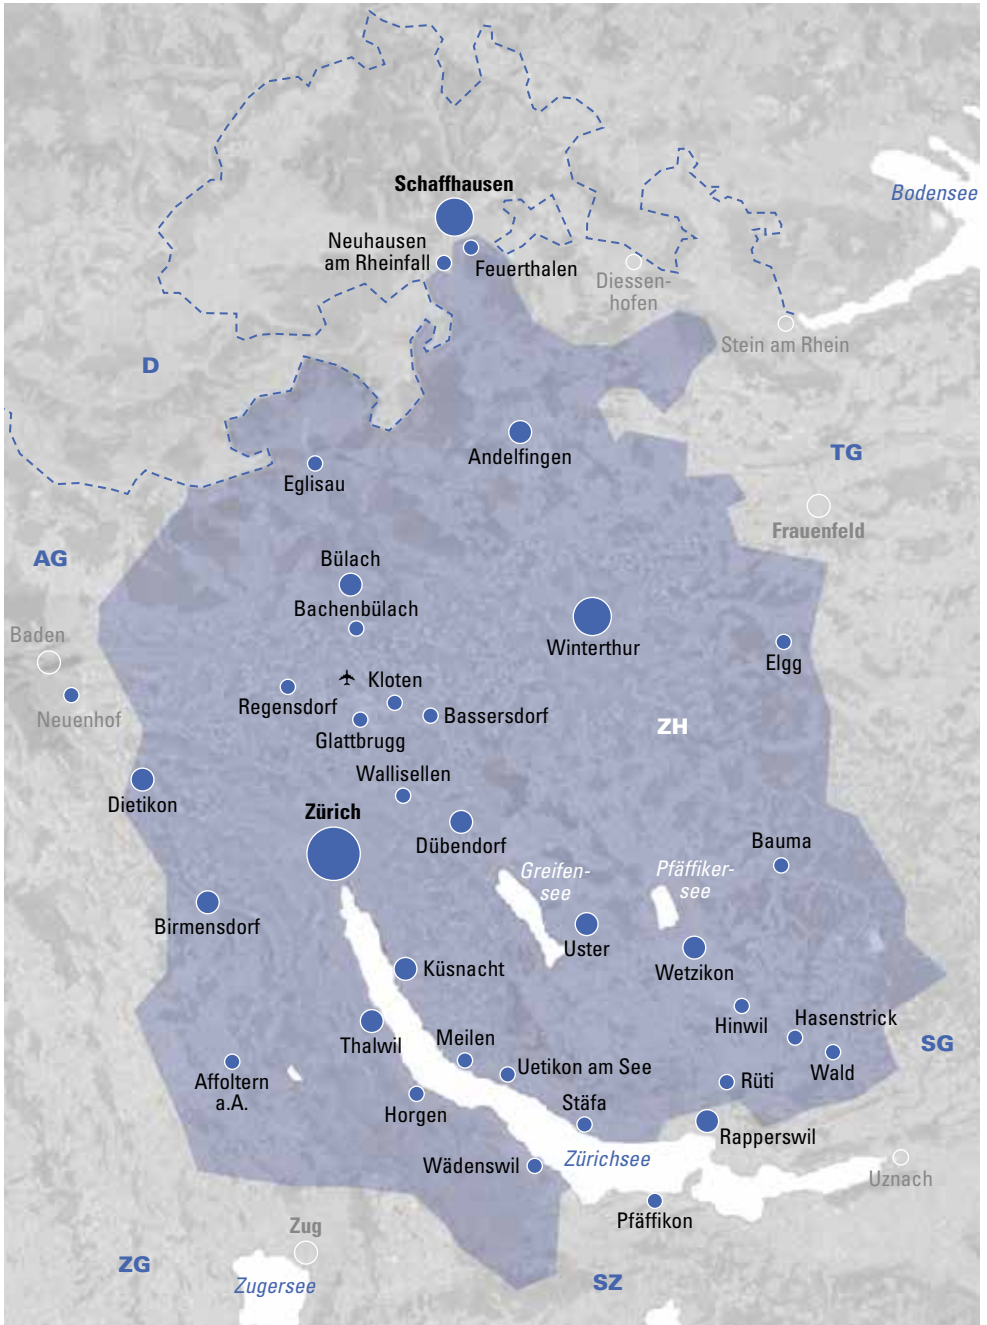 Schaffhausen
Bodensee
Neuhausen
am Rheinfall
Feuerthalen
Diessen-
hofen
Stein am Rhein
D
TG
Andelfingen
Eglisau
Frauenfeld
AG
Bülach
Bachenbülach
Baden
Winterthur
Elgg
Neuenhof
Kloten
Regensdorf
Bassersdorf
Glattbrugg
ZH
Wallisellen
Dietikon
Zürich
Dübendorf
Bauma
Greifen-
see
Pfäffiker-
see
Birmensdorf
Uster
Wetzikon
Küsnacht
Hinwil
Hasenstrick
Thalwil
Meilen
SG
Wald
Uetikon am See
Rüti
Affoltern
a.A.
Horgen
Stäfa
Rapperswil
Wädenswil
Zürichsee
Uznach
Pfäffikon
Zug
ZG
Zugersee
SZ